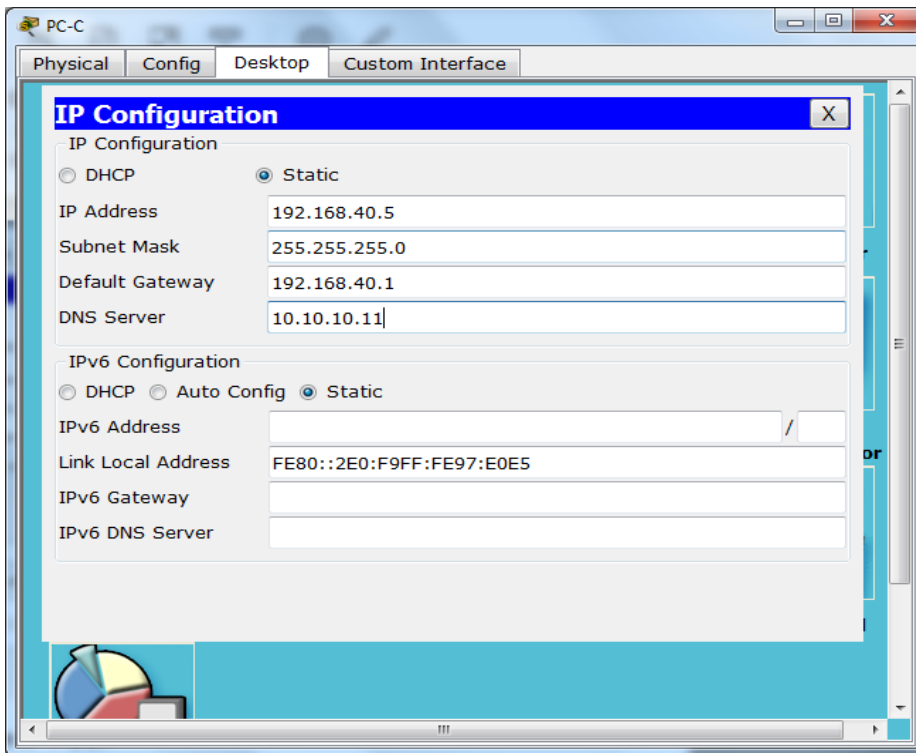 PC-C
Physical Config Desktop Custom Interface
IP Configuration X
IP Configuration
DHCP Static
IP Address 192.168.40.5
Subnet Mask 255.255.255.0
Default Gateway 192.168.40.1
DNS Server 10.10.10.11
IPv6 Configuration
DHCP Auto Config Static
IPv6 Address /
Link Local Address FE80::2E0:F9FF:FE97:E0E5
or
IPv6 Gateway
IPv6 DNS Server